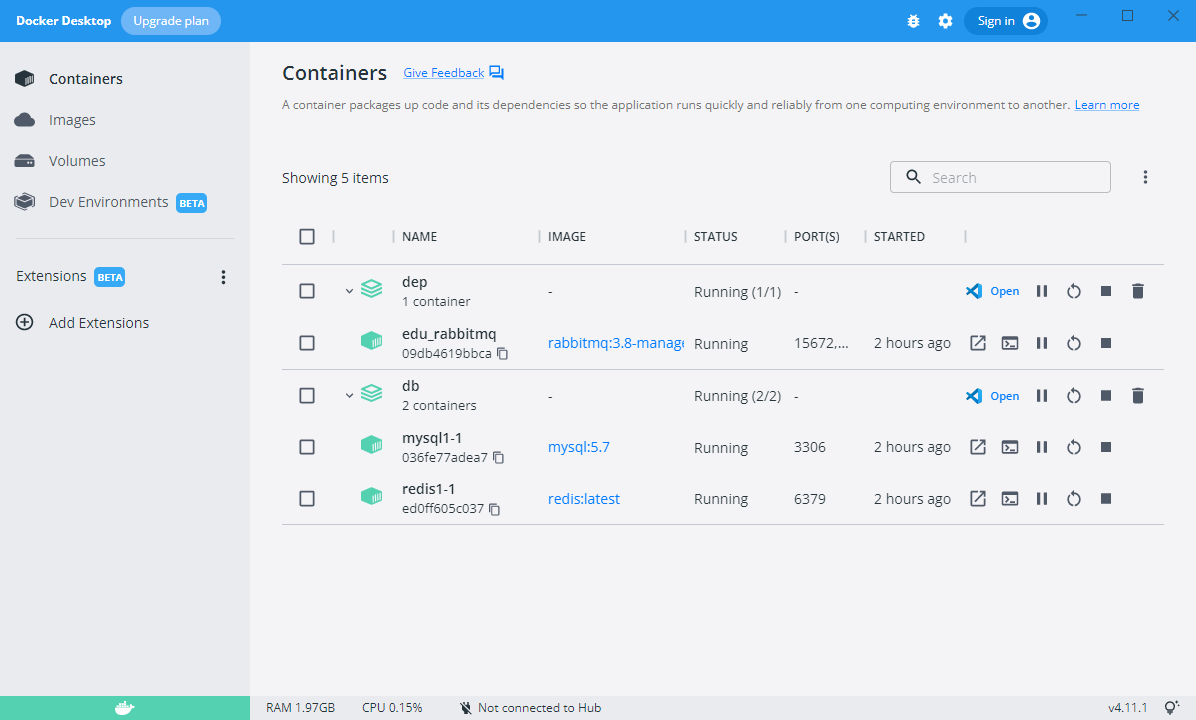 Docker Desktop Upgrade plan Sign in
Containers
Images
Volumes
Dev Environments BETA
Extensions BETA
Add Extensions
Containers Give Feedback
A container packages up code and its dependencies so the application runs quickly and reliably from one computing environment to another. Learn more
Showing 5 items Search
NAME IMAGE STATUS PORT(S) STARTED
dep
1 container - Running (1/1) - Open
edu_rabbitmq
09db4619bbca rabbitmq:3.8-manage Running 15672,... 2 hours ago
db
2 containers - Running (2/2) - Open
mysql1-1
036fe77adea7 mysql:5.7 Running 3306 2 hours ago
redis1-1
ed0ff605c037 redis:latest Running 6379 2 hours ago
RAM 1.97GB CPU 0.15% Not connected to Hub v4.11.1